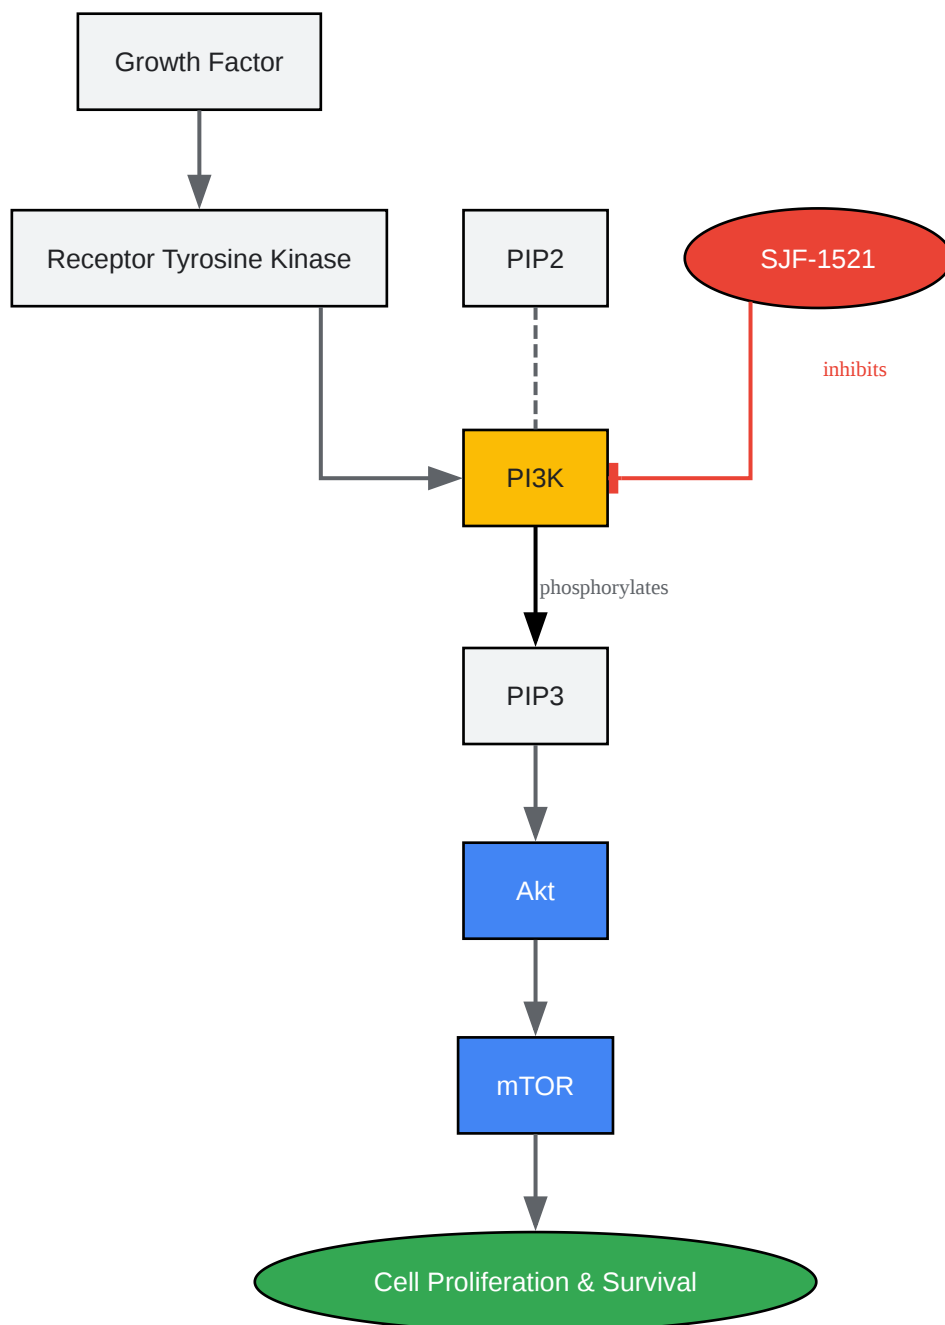 Growth Factor
Receptor Tyrosine Kinase
PIP2
SJF-1521
inhibits
PI3K
phosphorylates
PIP3
Akt
mTOR
Cell Proliferation & Survival